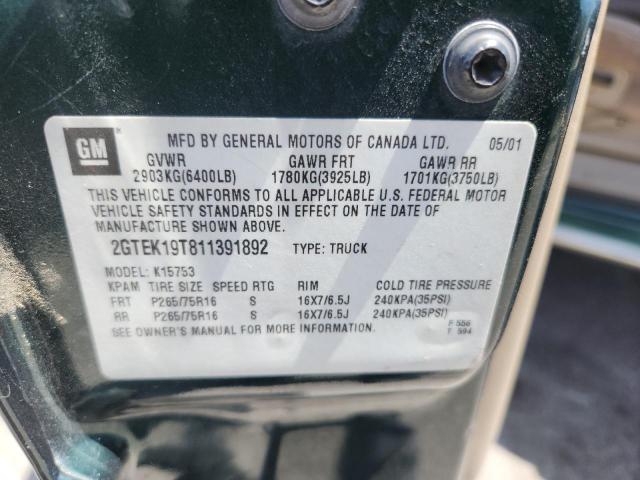 GM
MFD BY GENERAL MOTORS OF CANADA LTD. 05/01
GVWR GAWR FRT GAWR RR
2903KG(6400LB) 1780KG(3925LB) 1701KG(3750LB)
THIS VEHICLE CONFORMS TO ALL APPLICABLE U.S. FEDERAL MOTOR
VEHICLE SAFETY STANDARDS IN EFFECT ON THE DATE OF
MANUFACTURE SHOWN ABOVE.
2GTEK19T811391892 TYPE: TRUCK
MODEL: K15753
KPAM TIRE SIZE SPEED RTG RIM COLD TIRE PRESSURE
FRT P265/75R16 S 16X7/6.5J 240KPA(35PSI)
RR P265/75R16 S 16X7/6.5J 240KPA(35PSI)
SEE OWNER'S MANUAL FOR MORE INFORMATION.
F 556
T 594